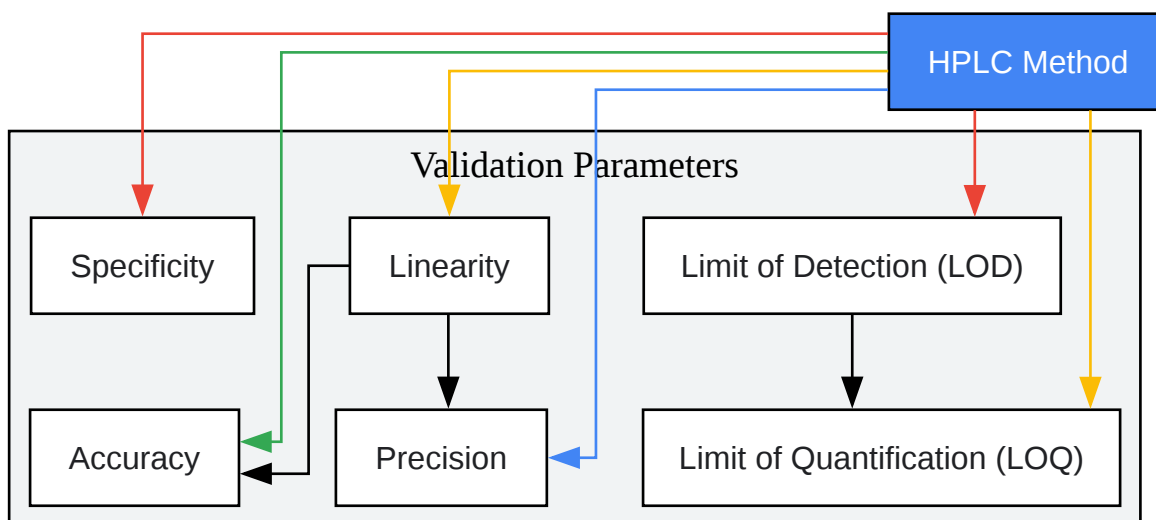 HPLC Method
Validation Parameters
Specificity
Linearity
Limit of Detection (LOD)
Accuracy
Precision
Limit of Quantification (LOQ)